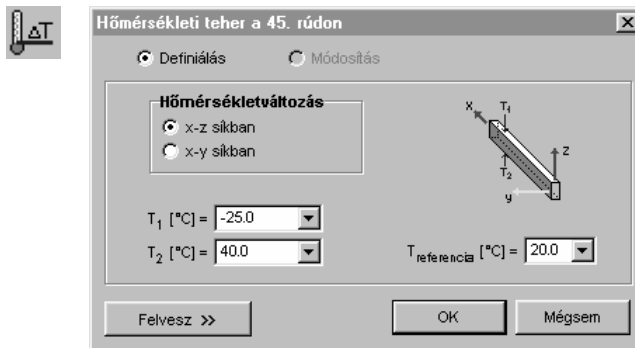 ΔT
Hőmérsékleti teher a 45. rúdon
Definiálás Módosítás
Hőmérsékletváltozás
x-z síkban
x-y síkban
x T1
z
T2
y
T1 [°C] = -25.0
T2 [°C] = 40.0
Treferencia [°C] = 20.0
Felvesz >> OK Mégsem